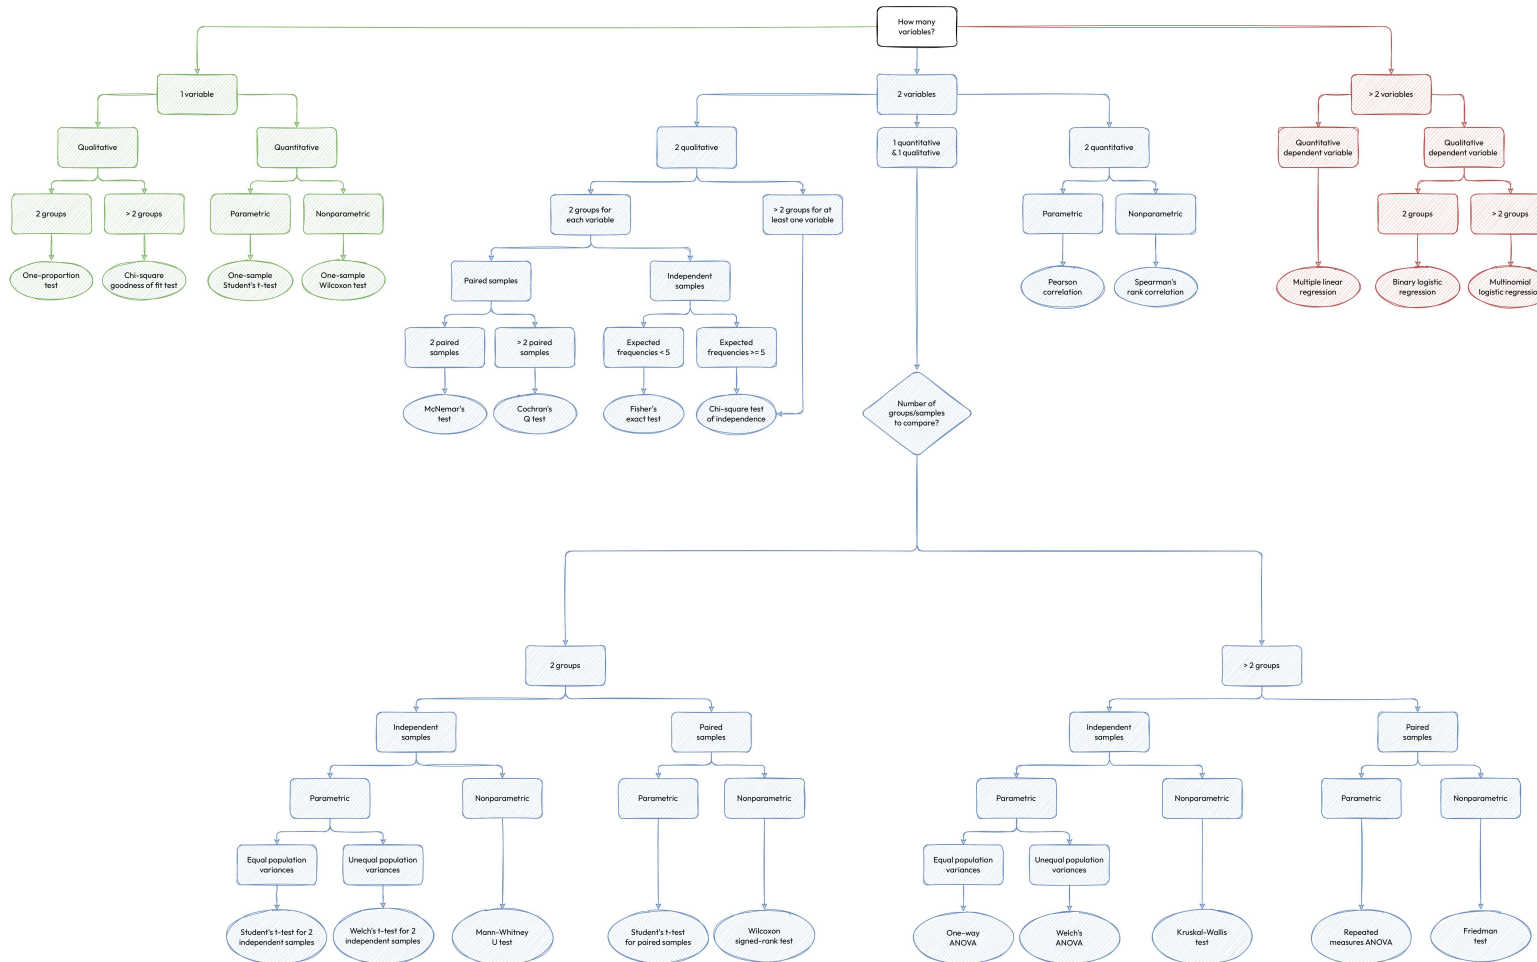 How many
variables?
1 variable
2 variables
> 2 variables
Qualitative
Quantitative
2 qualitative
1 quantitative
& 1 qualitative
2 quantitative
Quantitative
dependent variable
Qualitative
dependent variable
2 groups
> 2 groups
Parametric
Nonparametric
2 groups for
each variable
> 2 groups for at
least one variable
Parametric
Nonparametric
2 groups
> 2 groups
One-proportion
test
Chi-square
goodness of fit test
One-sample
Student's t-test
One-sample
Wilcoxon test
Paired samples
Independent
samples
Pearson
correlation
Spearman's
rank correlation
Multiple linear
regression
Binary logistic
regression
Multinomial
logistic regressio
2 paired
samples
> 2 paired
samples
Expected
frequencies < 5
Expected
frequencies >= 5
McNemar's
test
Cochran's
Q test
Fisher's
exact test
Chi-square test
of independence
Number of
groups/samples
to compare?
2 groups
> 2 groups
Independent
samples
Paired
samples
Independent
samples
Paired
samples
Parametric
Nonparametric
Parametric
Nonparametric
Parametric
Nonparametric
Parametric
Nonparametric
Equal population
variances
Unequal population
variances
Equal population
variances
Unequal population
variances
Student's t-test for 2
independent samples
Welch's t-test for 2
independent samples
Mann-Whitney
U test
Student's t-test
for paired samples
Wilcoxon
signed-rank test
One-way
ANOVA
Welch's
ANOVA
Kruskal-Wallis
test
Repeated
measures ANOVA
Friedman
test